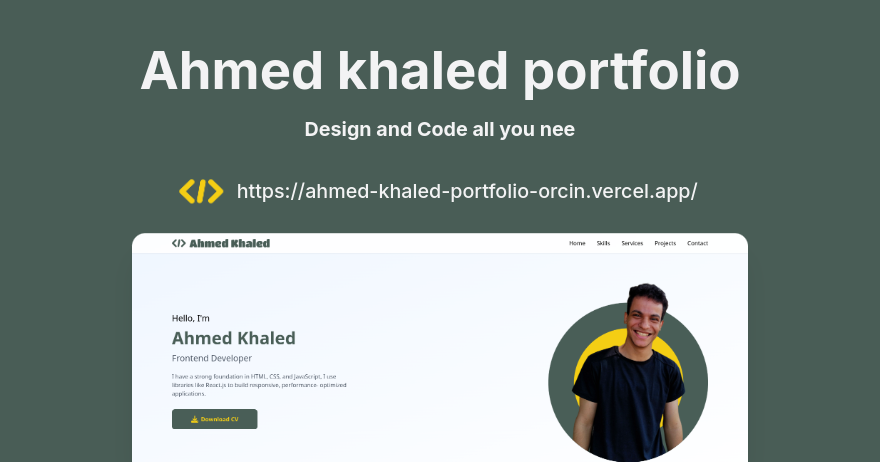 Ahmed khaled portfolio
Design and Code all you nee
</> https://ahmed-khaled-portfolio-orcin.vercel.app/
</> Ahmed Khaled
Home Skills Services Projects Contact
Hello, I'm
Ahmed Khaled
Frontend Developer
I have a strong foundation in HTML, CSS, and JavaScript, I use
libraries like React.js to build responsive, performance- optimized
applications.
Download CV